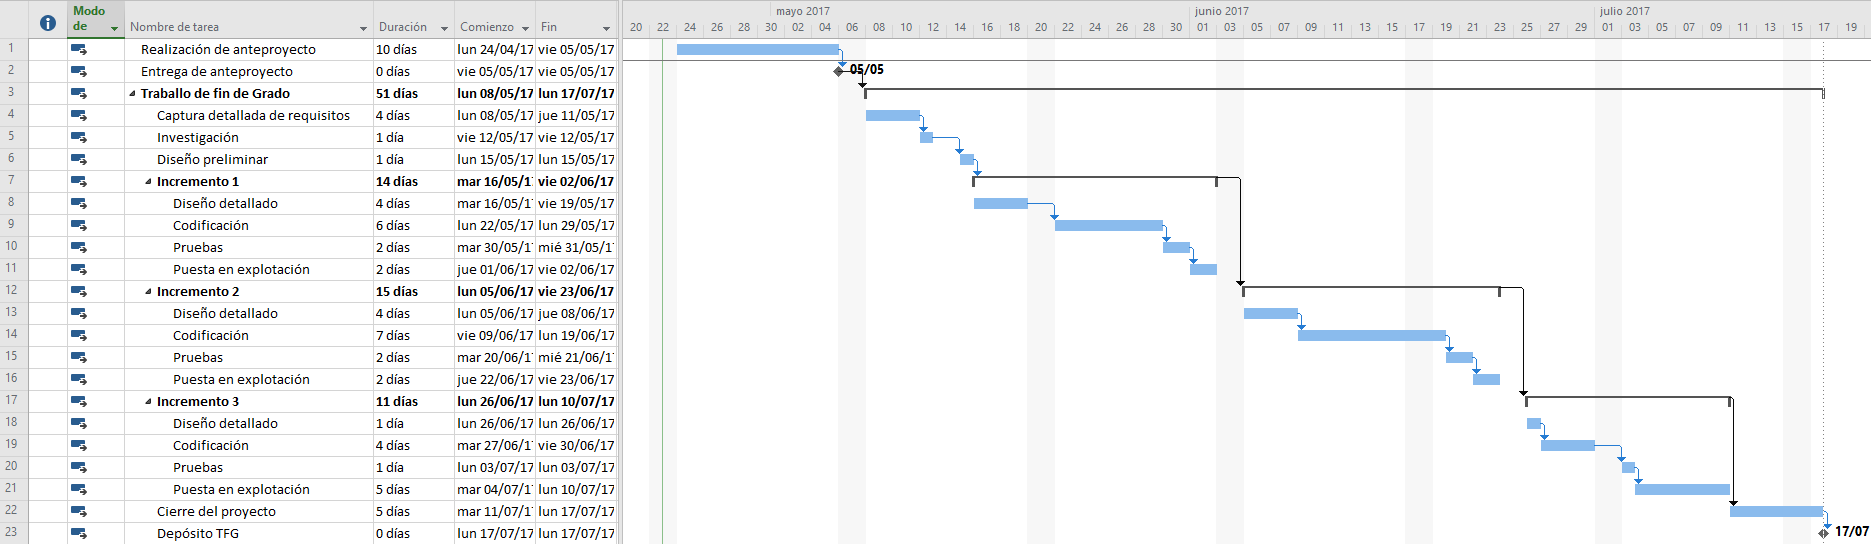 mayo 2017 junio 2017 julio 2017
Modo de Nombre de tarea Duración Comienzo Fin 20 22 24 26 28 30 02 04 06 08 10 12 14 16 18 20 22 24 26 28 30 01 03 05 07 09 11 13 15 17 19 21 23 25 27 29 01 03 05 07 09 11 13 15 17 19
1 Realización de anteproyecto 10 días lun 24/04/17 vie 05/05/17
2 Entrega de anteproyecto 0 días vie 05/05/17 vie 05/05/17 05/05
3 Traballo de fin de Grado 51 días lun 08/05/17 lun 17/07/17
4 Captura detallada de requisitos 4 días lun 08/05/17 jue 11/05/17
5 Investigación 1 día vie 12/05/17 vie 12/05/17
6 Diseño preliminar 1 día lun 15/05/17 lun 15/05/17
7 Incremento 1 14 días mar 16/05/1 vie 02/06/17
8 Diseño detallado 4 días mar 16/05/1 vie 19/05/17
9 Codificación 6 días lun 22/05/17 lun 29/05/17
10 Pruebas 2 días mar 30/05/1 mié 31/05/17
11 Puesta en explotación 2 días jue 01/06/17 vie 02/06/17
12 Incremento 2 15 días lun 05/06/17 vie 23/06/17
13 Diseño detallado 4 días lun 05/06/17 jue 08/06/17
14 Codificación 7 días vie 09/06/17 lun 19/06/17
15 Pruebas 2 días mar 20/06/1 mié 21/06/17
16 Puesta en explotación 2 días jue 22/06/17 vie 23/06/17
17 Incremento 3 11 días lun 26/06/17 lun 10/07/17
18 Diseño detallado 1 día lun 26/06/17 lun 26/06/17
19 Codificación 4 días mar 27/06/1 vie 30/06/17
20 Pruebas 1 día lun 03/07/17 lun 03/07/17
21 Puesta en explotación 5 días mar 04/07/1 lun 10/07/17
22 Cierre del proyecto 5 días mar 11/07/1 lun 17/07/17
23 Depósito TFG 0 días lun 17/07/17 lun 17/07/17 17/07